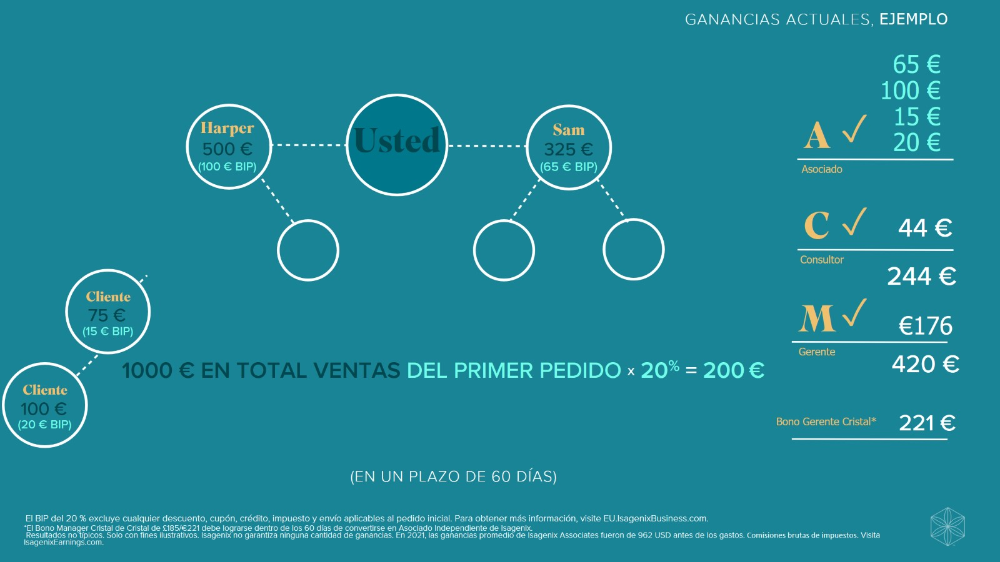 GANANCIAS ACTUALES, EJEMPLO
65 €
100 €
15 €
20 €
A ✓
Asociado
C ✓ 44 €
Consultor
244 €
M ✓ €176
Gerente
420 €
Bono Gerente Cristal* 221 €
Harper
500 €
(100 € BIP)
Usted
Sam
325 €
(65 € BIP)
Cliente
75 €
(15 € BIP)
Cliente
100 €
(20 € BIP)
1000 € EN TOTAL VENTAS DEL PRIMER PEDIDO x 20% = 200 €
(EN UN PLAZO DE 60 DÍAS)
El BIP del 20 % excluye cualquier descuento, cupón, crédito, impuesto y envío aplicables al pedido inicial. Para obtener más información, visite EU.IsagenixBusiness.com.
*El Bono Manager Cristal de Cristal de £185/€221 debe lograrse dentro de los 60 días de convertirse en Asociado Independiente de Isagenix.
Resultados no típicos. Solo con fines ilustrativos. Isagenix no garantiza ninguna cantidad de ganancias. En 2021, las ganancias promedio de Isagenix Associates fueron de 962 USD antes de los gastos. Comisiones brutas de impuestos. Visita
IsagenixEarnings.com.